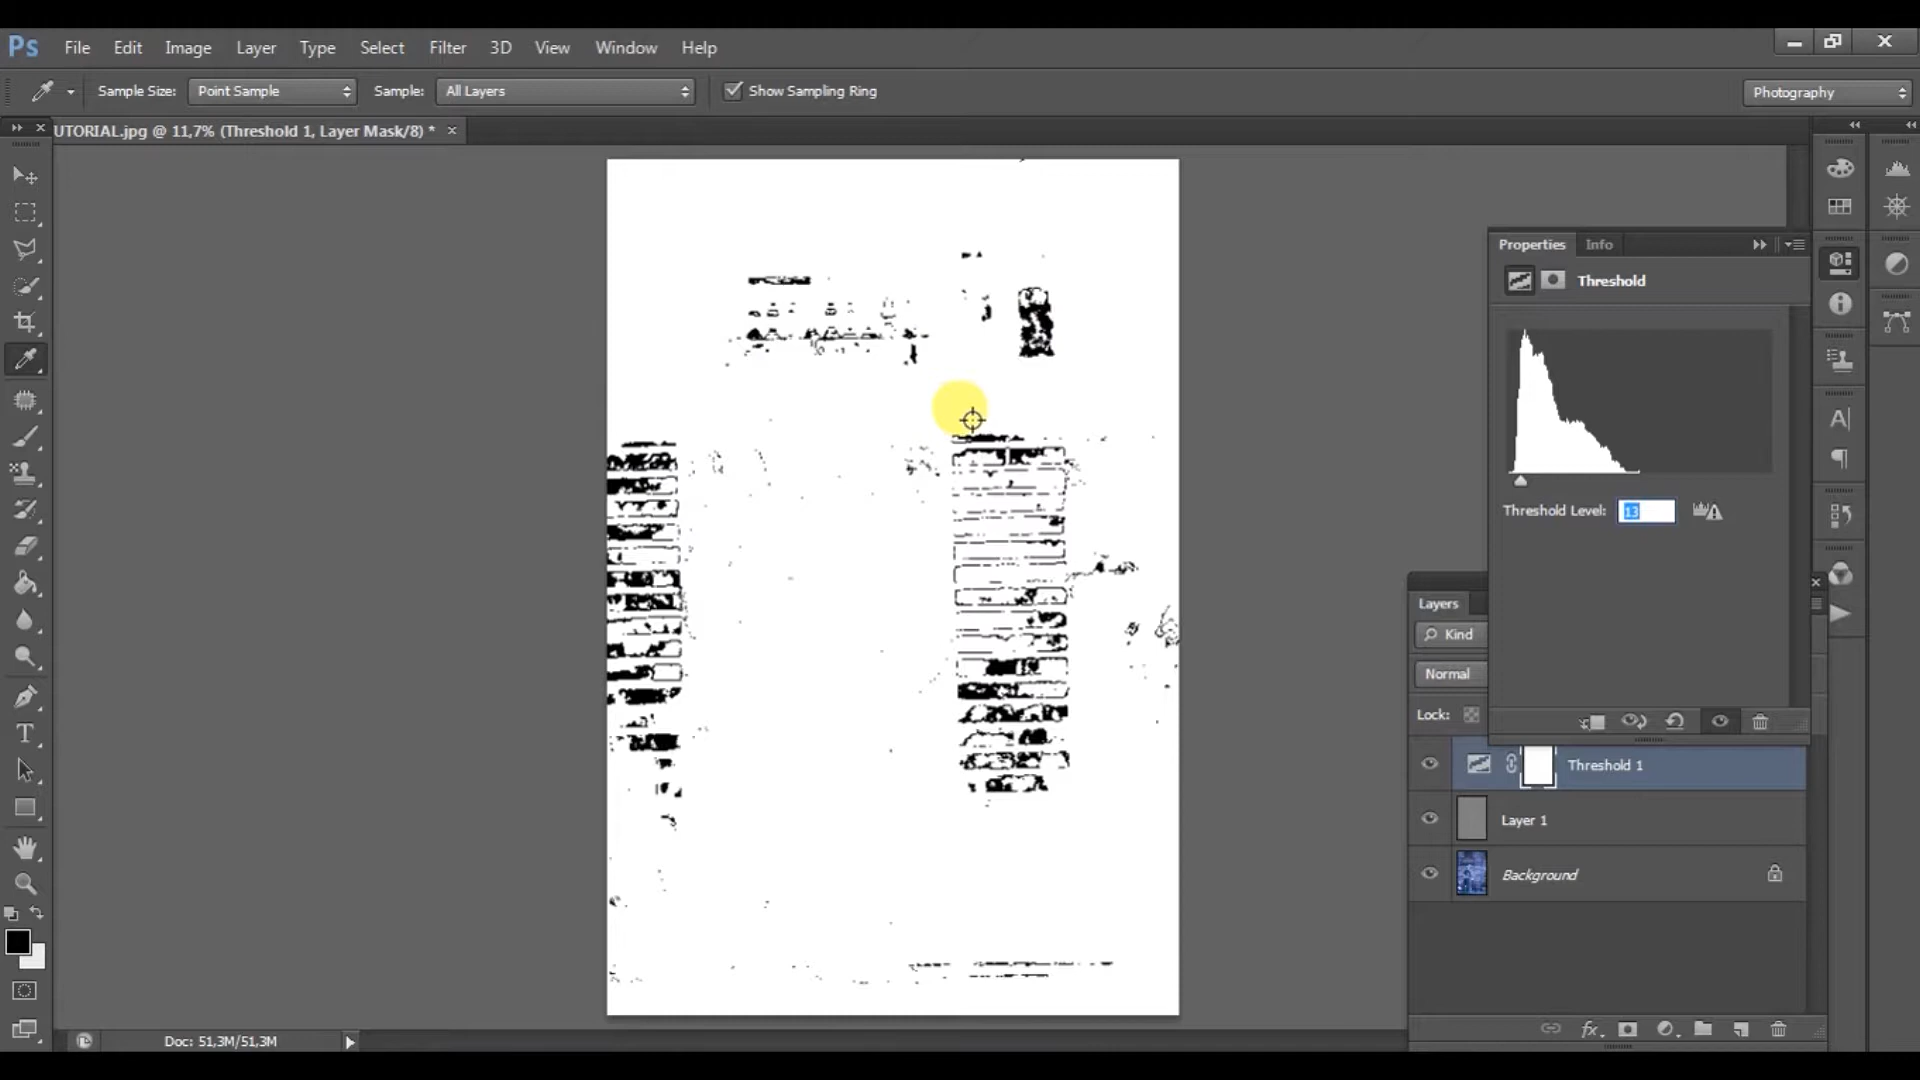 Ps File Edit Image Layer Type Select Filter 3D View Window Help
Sample Size: Point Sample Sample: All Layers Show Sampling Ring Photography
UTORIAL.jpg @ 11,7% (Threshold 1, Layer Mask/8) *
Properties Info
Threshold
Threshold Level: 13
Layers
Kind
Normal
Lock:
Threshold 1
Layer 1
Background
Doc: 51,3M/51,3M